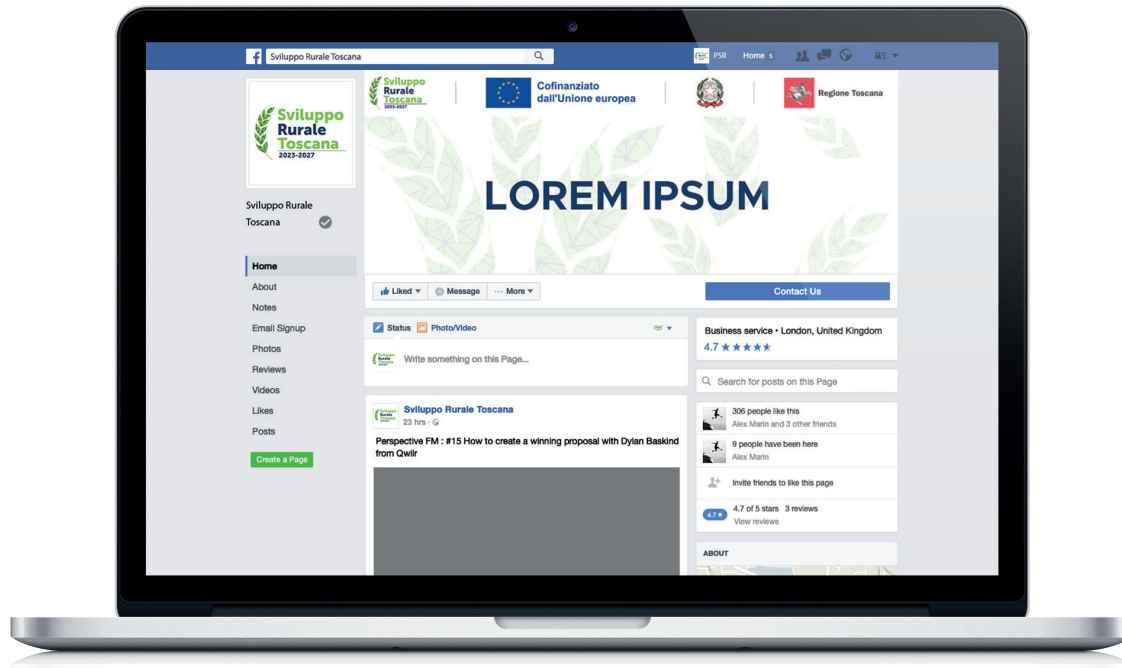 Sviluppo Rurale Toscana
PSR Home 5
Sviluppo
Rurale
Toscana
2023-2027
Sviluppo Rurale
Toscana
Home
About
Notes
Email Signup
Photos
Reviews
Videos
Likes
Posts
Create a Page
Sviluppo
Rurale
Toscana
2023-2027
Cofinanziato
dall'Unione europea
Regione Toscana
LOREM IPSUM
Liked
Message
··· More
Contact Us
Status Photo/Video
Write something on this Page...
Sviluppo Rurale Toscana
23 hrs ·
Perspective FM : #15 How to create a winning proposal with Dylan Baskind
from Qwilr
Business service • London, United Kingdom
4.7 ★★★★★
Search for posts on this Page
306 people like this
Alex Marin and 3 other friends
9 people have been here
Alex Marin
Invite friends to like this page
4.7 ★
4.7 of 5 stars 3 reviews
View reviews
ABOUT